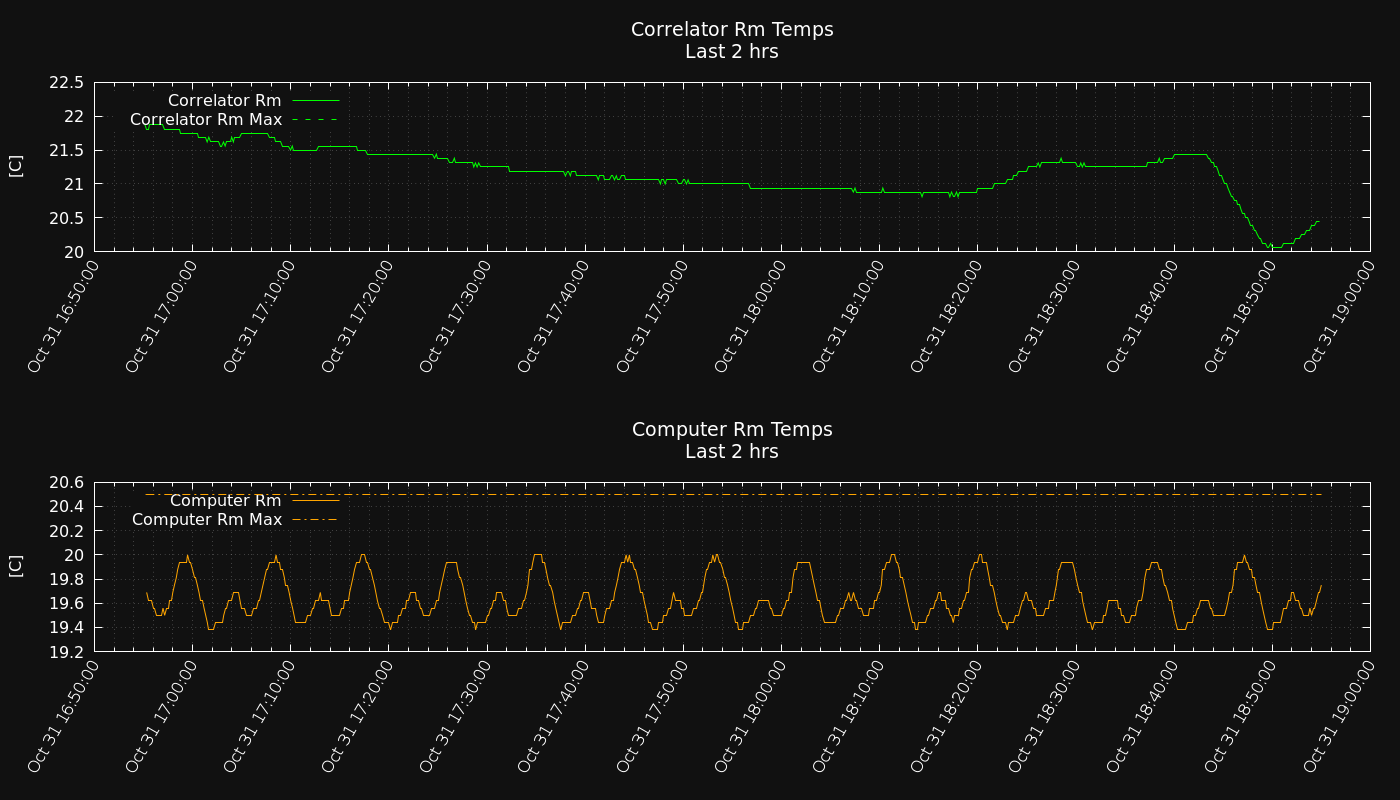 Correlator Rm Temps
Last 2 hrs
22.5
22
21.5
21
20.5
20
[C]
Correlator Rm
Correlator Rm Max
Oct 31 16:50:00
Oct 31 17:00:00
Oct 31 17:10:00
Oct 31 17:20:00
Oct 31 17:30:00
Oct 31 17:40:00
Oct 31 17:50:00
Oct 31 18:00:00
Oct 31 18:10:00
Oct 31 18:20:00
Oct 31 18:30:00
Oct 31 18:40:00
Oct 31 18:50:00
Oct 31 19:00:00
Computer Rm Temps
Last 2 hrs
20.6
20.4
20.2
20
19.8
19.6
19.4
19.2
[C]
Computer Rm
Computer Rm Max
Oct 31 16:50:00
Oct 31 17:00:00
Oct 31 17:10:00
Oct 31 17:20:00
Oct 31 17:30:00
Oct 31 17:40:00
Oct 31 17:50:00
Oct 31 18:00:00
Oct 31 18:10:00
Oct 31 18:20:00
Oct 31 18:30:00
Oct 31 18:40:00
Oct 31 18:50:00
Oct 31 19:00:00